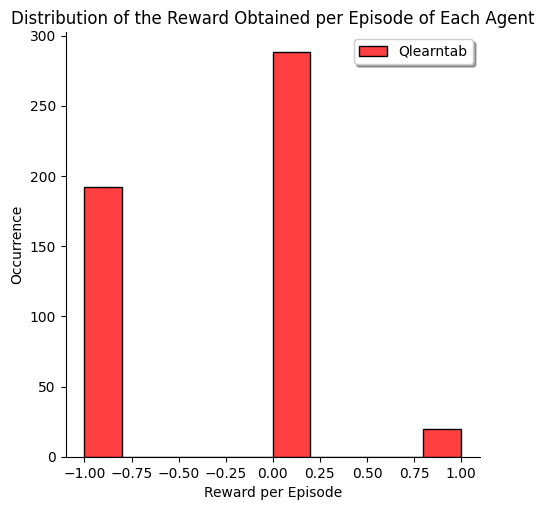 Distribution of the Reward Obtained per Episode of Each Agent
Qlearntab
300
250
200
150
100
50
0
Occurrence
−1.00 −0.75 −0.50 −0.25 0.00 0.25 0.50 0.75 1.00
Reward per Episode